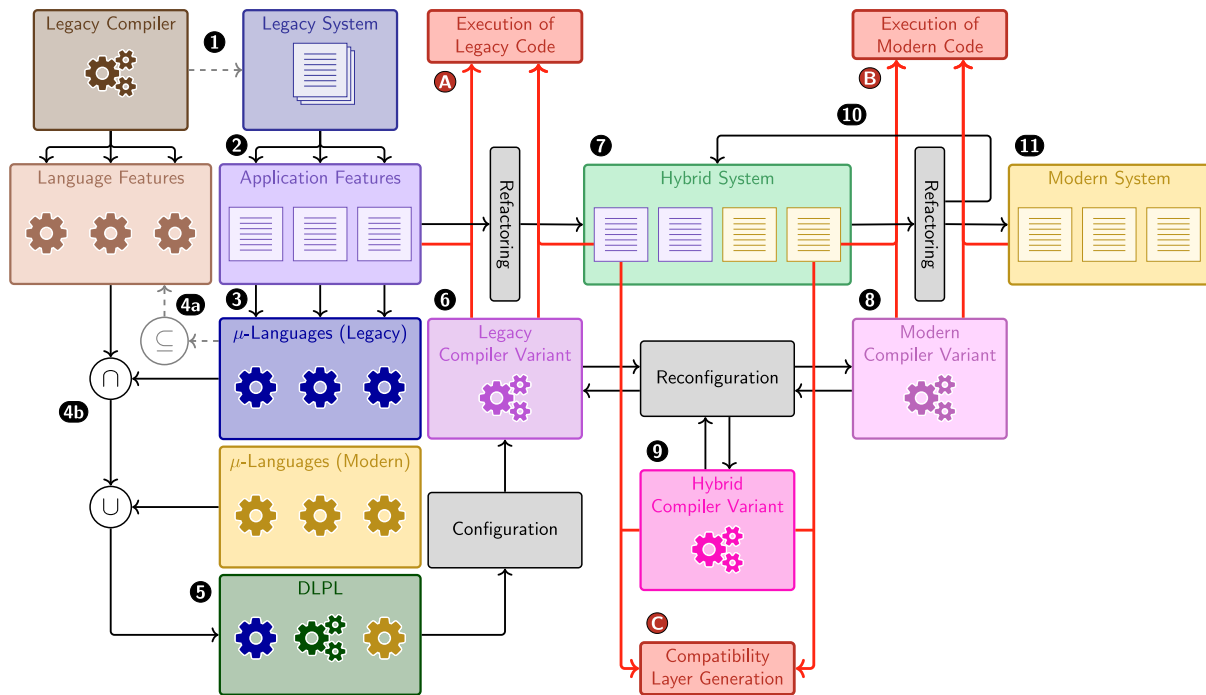 Legacy Compiler
1
Legacy System
Execution of
Legacy Code
A
Execution of
Modern Code
B
10
2
7
11
Language Features
Application Features
Refactoring
Hybrid System
Refactoring
Modern System
4a
3
6
8
⊆
μ-Languages (Legacy)
Legacy
Compiler Variant
Modern
Compiler Variant
Reconfiguration
∩
4b
9
μ-Languages (Modern)
Hybrid
Compiler Variant
∪
Configuration
5
DLPL
C
Compatibility
Layer Generation